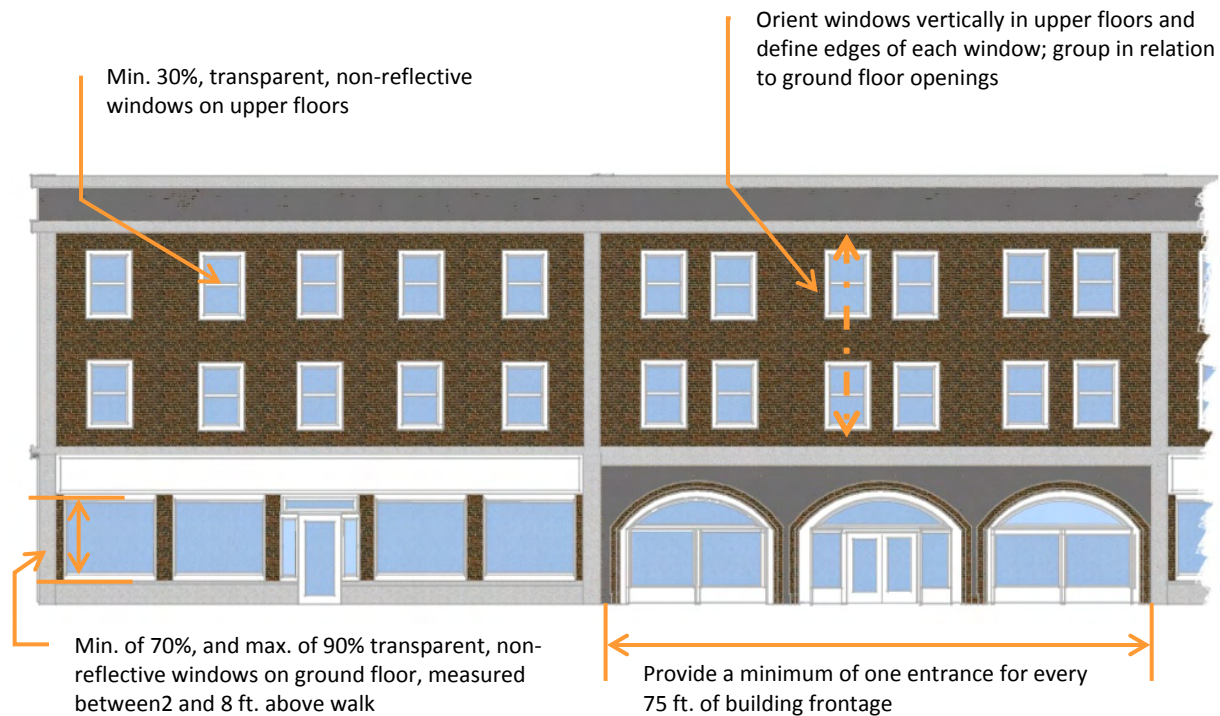 Orient windows vertically in upper floors and
define edges of each window; group in relation
to ground floor openings
Min. 30%, transparent, non-reflective
windows on upper floors
Min. of 70%, and max. of 90% transparent, non-
reflective windows on ground floor, measured
between2 and 8 ft. above walk
Provide a minimum of one entrance for every
75 ft. of building frontage